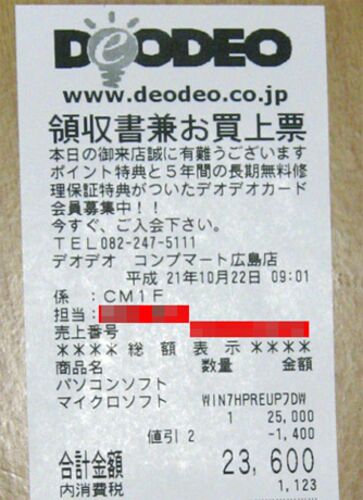 DEODEO
www.deodeo.co.jp
領収書兼お買上票
本日の御来店誠に有難うございます
ポイント特典と5年間の長期無料修
理保証特典がついたデオデオカード
会員募集中!!
今すぐ、ご入会下さい。
TEL082-247-5111
デオデオ コンプマート広島店
平成 21年10月22日 09:01
係 : CM1F
担当:
売上番号
**** 総 額 表 示 ****
商品名 数量 金額
パソコンソフト
マイクロソフト WIN7HPREUP7DW
1 25,000
値引2 -1,400
合計金額 23,600
内消費税 1,123